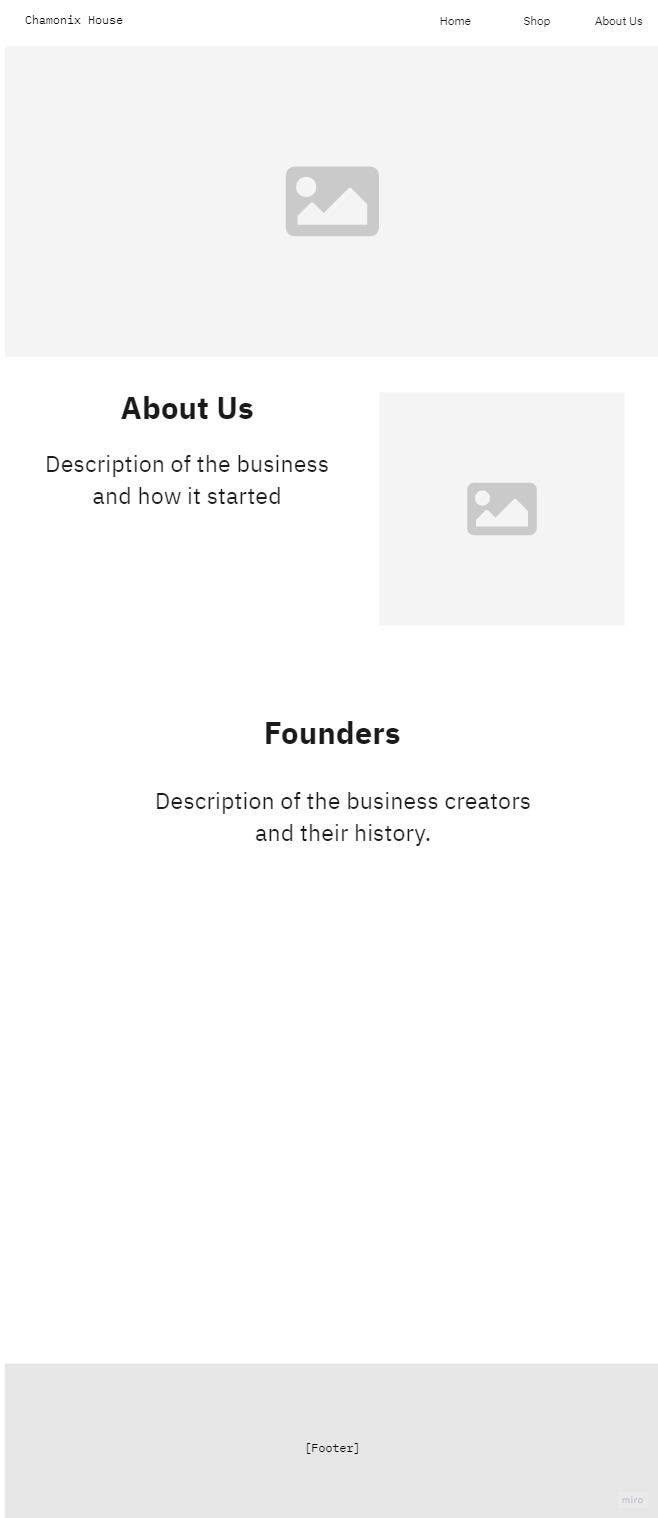 Chamonix House
Home Shop About Us
About Us
Description of the business
and how it started
Founders
Description of the business creators
and their history.
[Footer]
miro